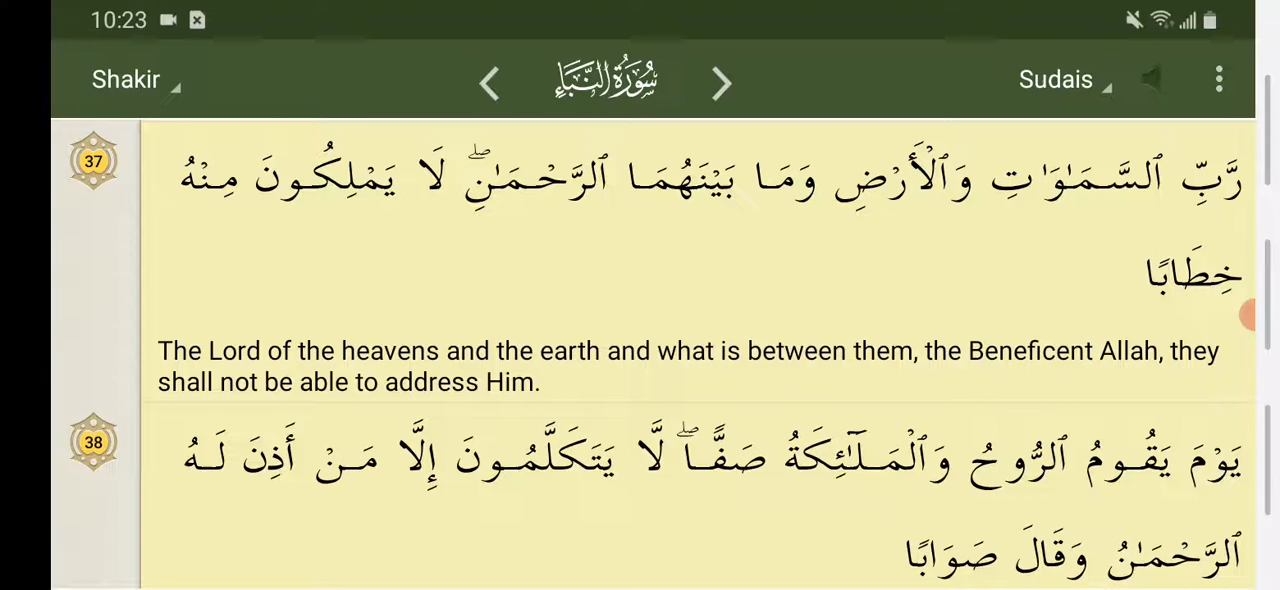 10:23
Shakir
سُورَةُ النَّبَإِ
Sudais
37
رَّبِّ ٱلسَّمَـٰوَٰتِ وَٱلْأَرْضِ وَمَا بَيْنَهُمَا ٱلرَّحْمَـٰنِ ۖ لَا يَمْلِكُونَ مِنْهُ
خِطَابًا
The Lord of the heavens and the earth and what is between them, the Beneficent Allah, they
shall not be able to address Him.
38
يَوْمَ يَقُومُ ٱلرُّوحُ وَٱلْمَلَـٰٓئِكَةُ صَفًّا ۖ لَّا يَتَكَلَّمُونَ إِلَّا مَنْ أَذِنَ لَهُ
ٱلرَّحْمَـٰنُ وَقَالَ صَوَابًا